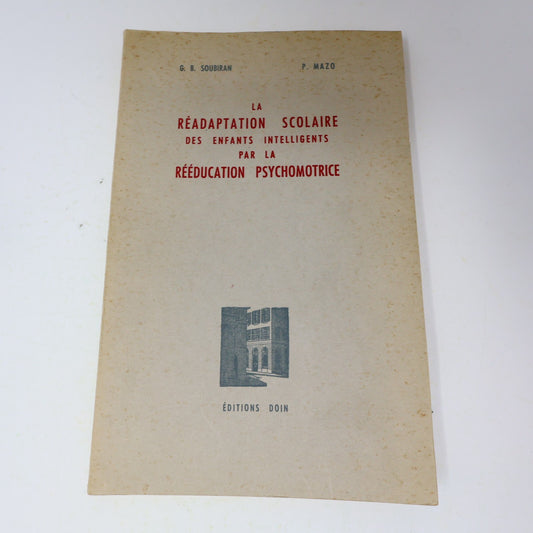 G. B. SOUBIRAN P. MAZO
LA
RÉADAPTATION SCOLAIRE
DES ENFANTS INTELLIGENTS
PAR LA
RÉÉDUCATION PSYCHOMOTRICE
ÉDITIONS DOIN